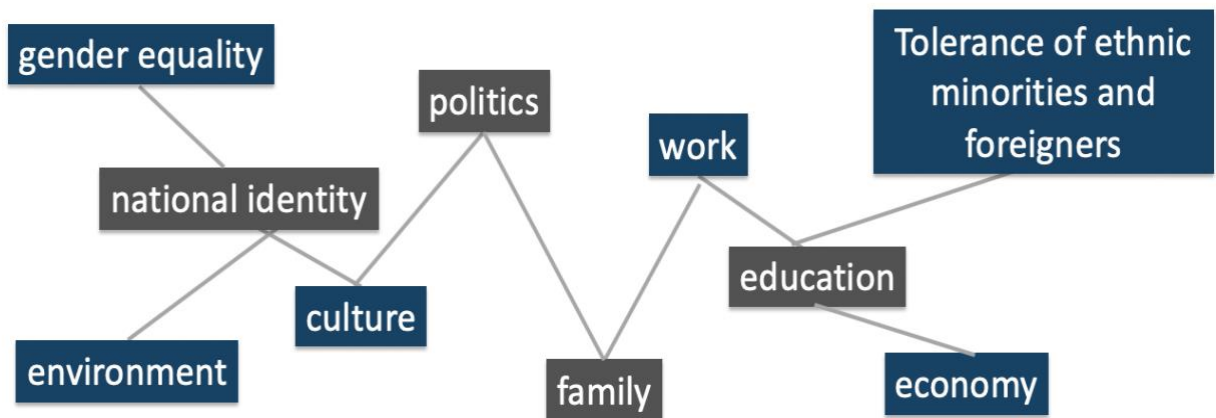 gender equality
politics
Tolerance of ethnic
minorities and
foreigners
work
national identity
education
culture
environment
family
economy